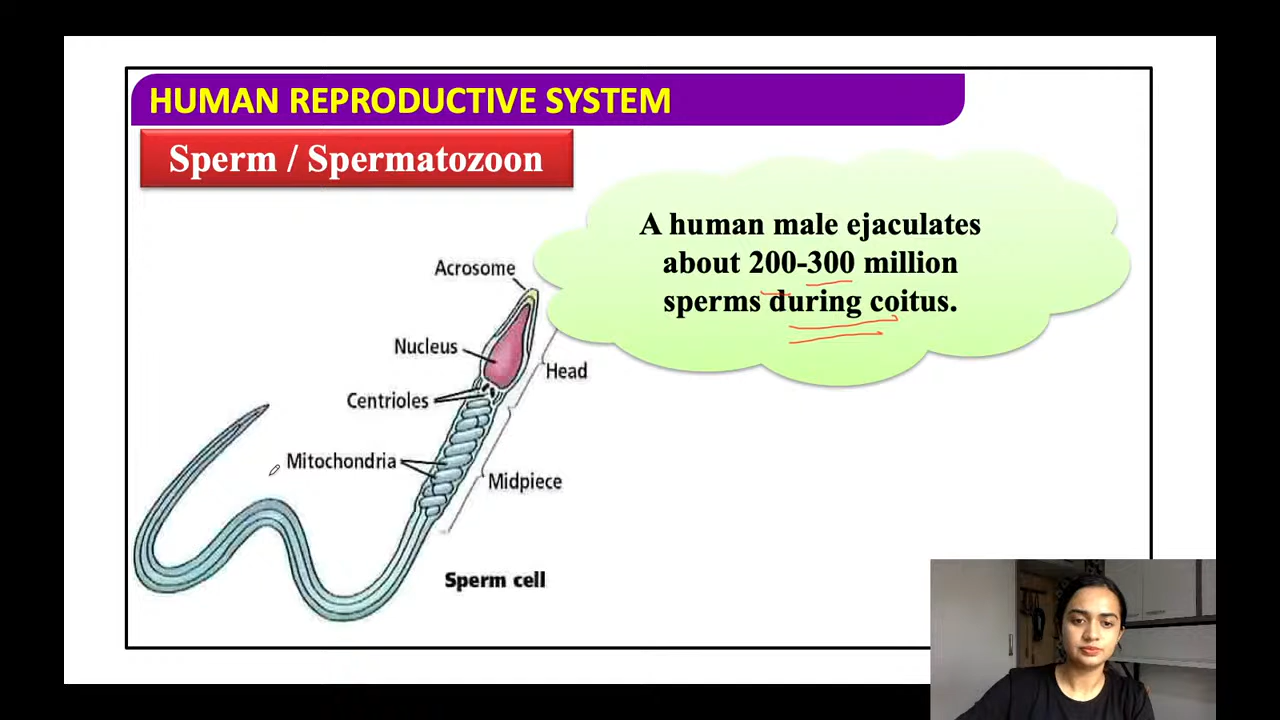 HUMAN REPRODUCTIVE SYSTEM
Sperm / Spermatozoon
A human male ejaculates
about 200-300 million
sperms during coitus.
Acrosome
Nucleus
Head
Centrioles
Mitochondria
Midpiece
Sperm cell